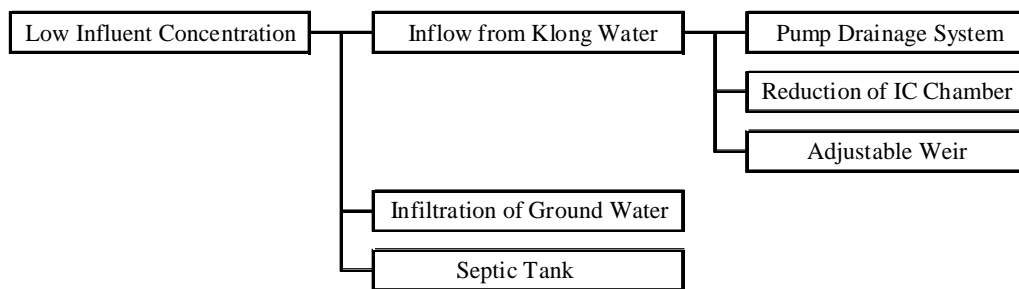 Low Influent Concentration
Inflow from Klong Water
Pump Drainage System
Reduction of IC Chamber
Adjustable Weir
Infiltration of Ground Water
Septic Tank